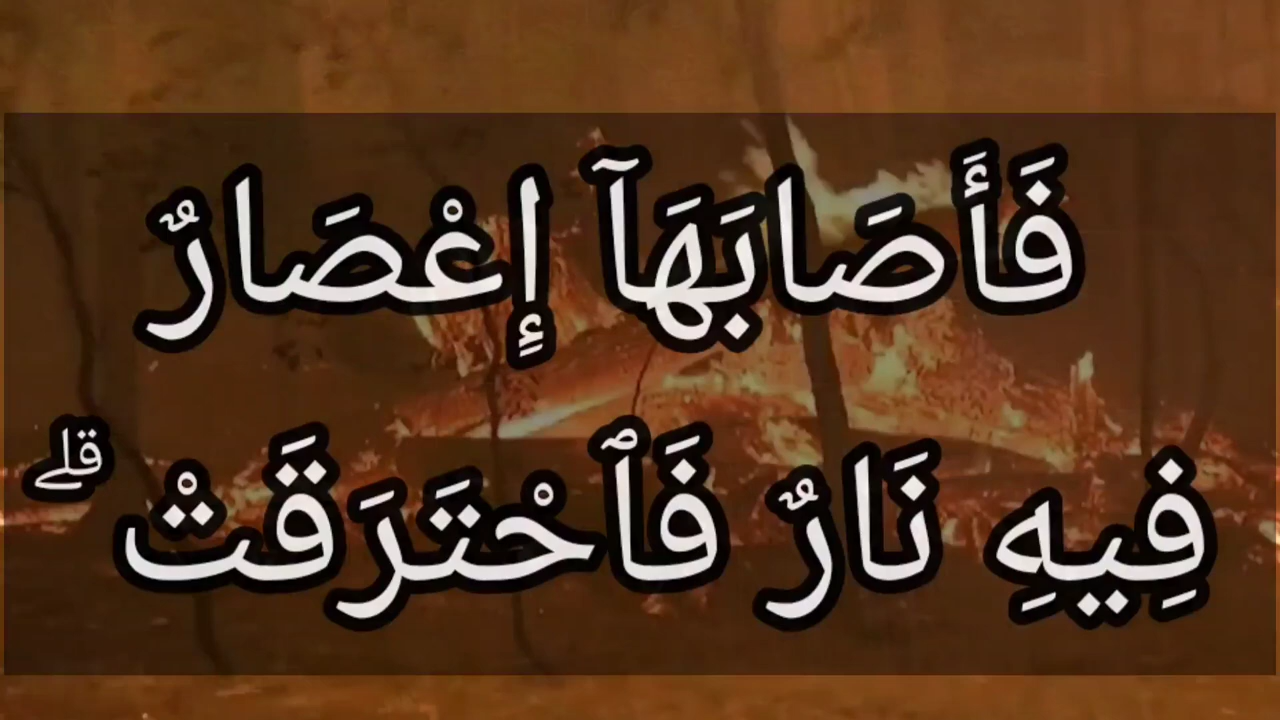 فَأَصَابَهَآ إِعْصَارٌ
فِيهِ نَارٌ فَٱحْتَرَقَتْ ۗ